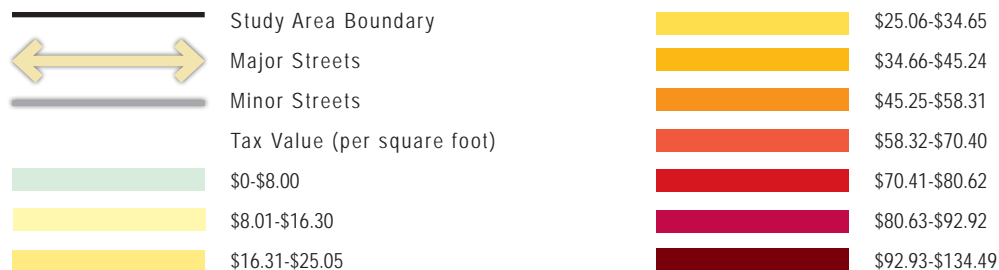 Study Area Boundary
Major Streets
Minor Streets
Tax Value (per square foot)
$0-$8.00
$8.01-$16.30
$16.31-$25.05
$25.06-$34.65
$34.66-$45.24
$45.25-$58.31
$58.32-$70.40
$70.41-$80.62
$80.63-$92.92
$92.93-$134.49